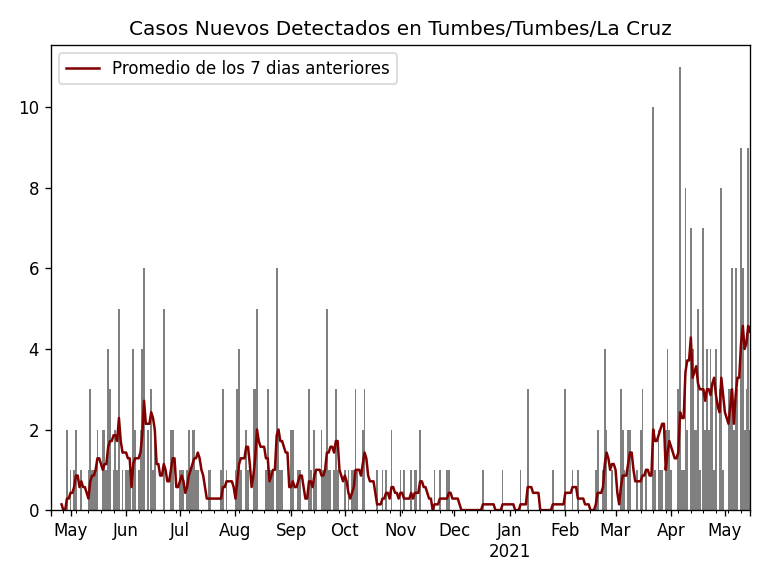 Casos Nuevos Detectados en Tumbes/Tumbes/La Cruz
Promedio de los 7 dias anteriores
10
8
6
4
2
0
May Jun Jul Aug Sep Oct Nov Dec Jan Feb Mar Apr May
2021